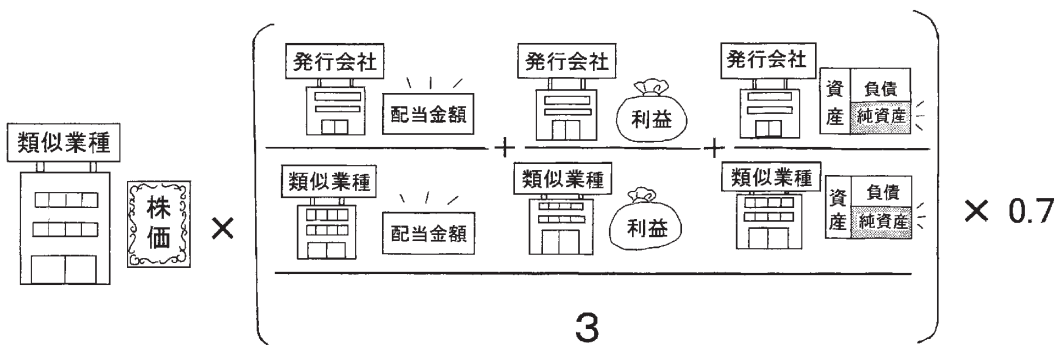 類似業種
株価
×
発行会社
配当金額
+
発行会社
利益
+
発行会社
資産
負債
純資産
類似業種
配当金額
類似業種
利益
類似業種
資産
負債
純資産
3
× 0.7